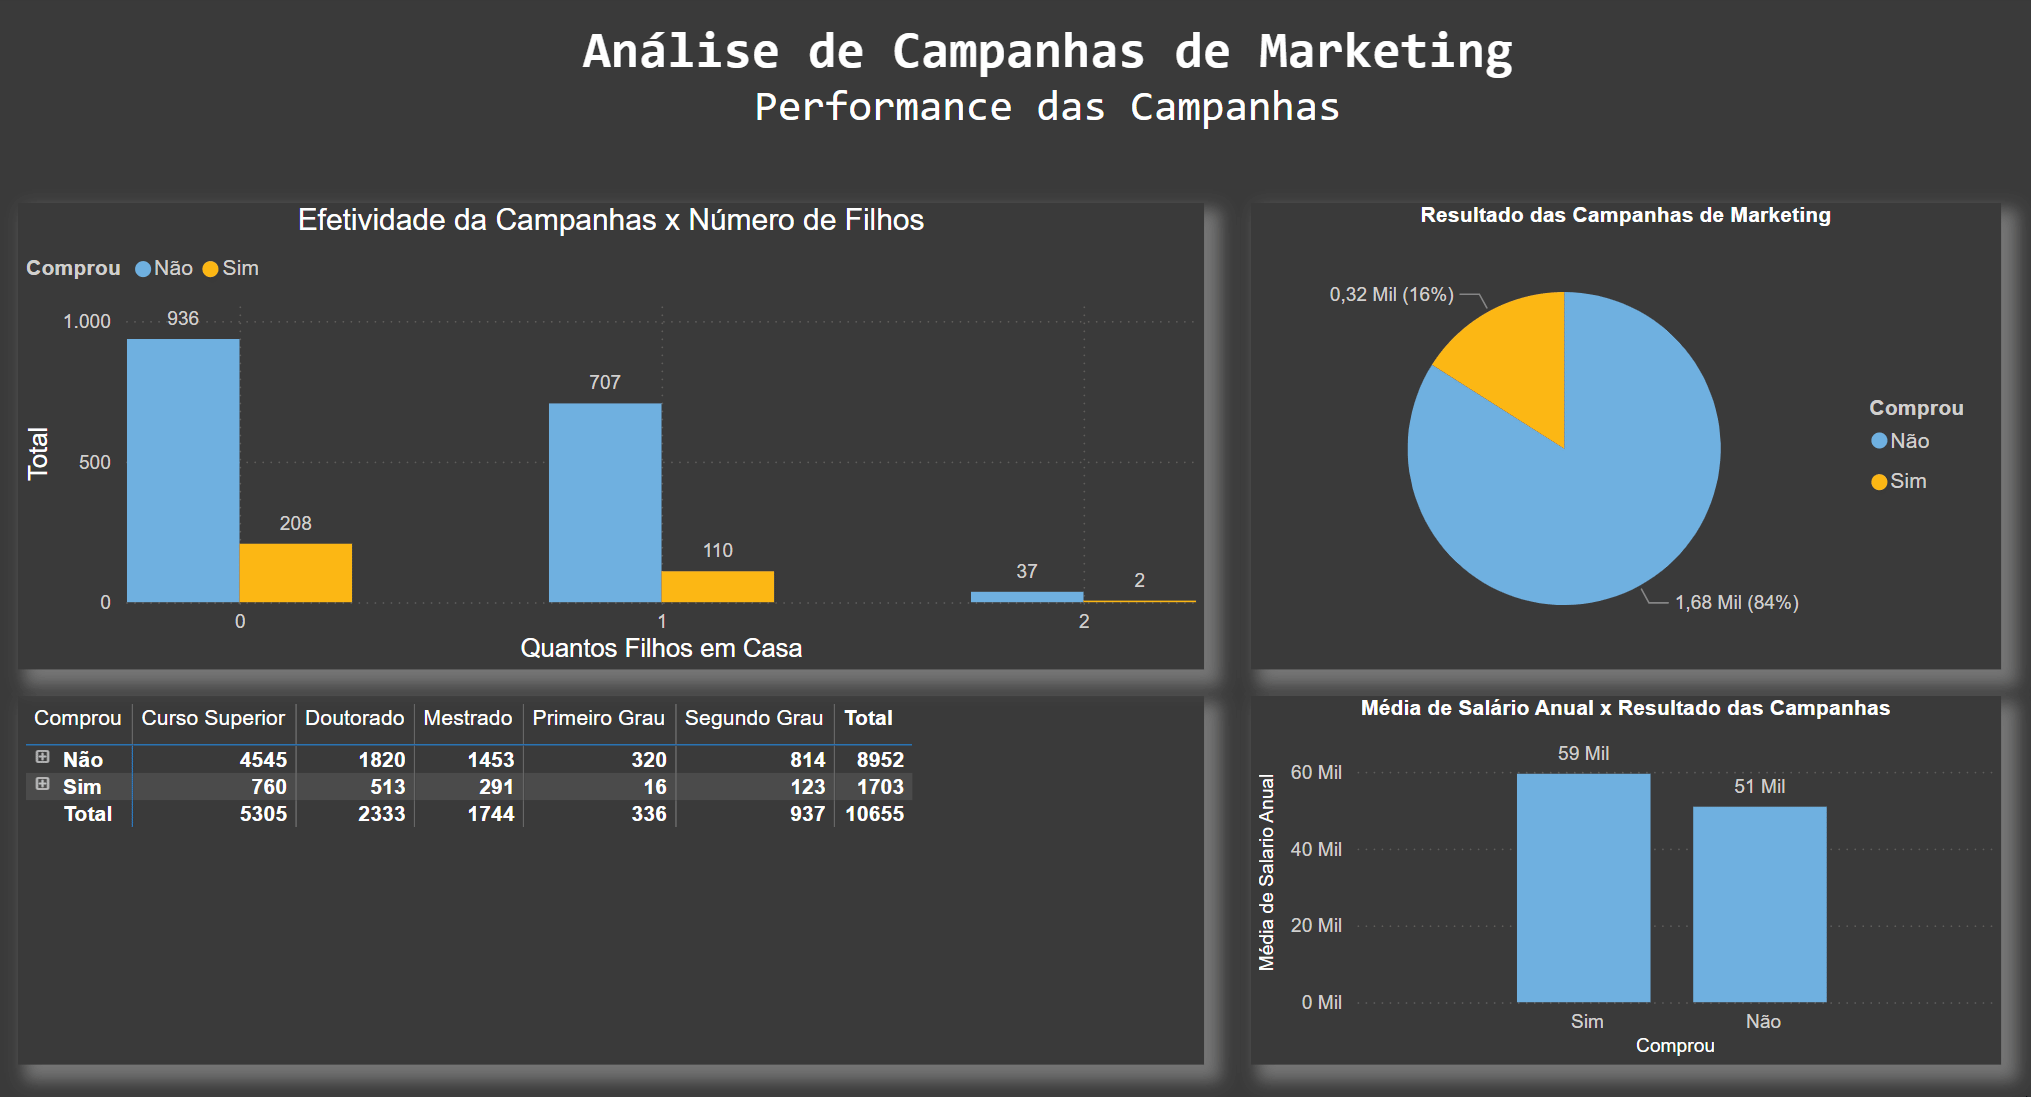 Análise de Campanhas de Marketing
Performance das Campanhas
Efetividade da Campanhas x Número de Filhos
Comprou Não Sim
Total
1.000
500
0
936
208
707
110
37
2
0 1 2
Quantos Filhos em Casa
Resultado das Campanhas de Marketing
0,32 Mil (16%)
1,68 Mil (84%)
Comprou
Não
Sim
Comprou Curso Superior Doutorado Mestrado Primeiro Grau Segundo Grau Total
Não 4545 1820 1453 320 814 8952
Sim 760 513 291 16 123 1703
Total 5305 2333 1744 336 937 10655
Média de Salário Anual x Resultado das Campanhas
Média de Salario Anual
60 Mil
40 Mil
20 Mil
0 Mil
59 Mil
51 Mil
Sim Não
Comprou